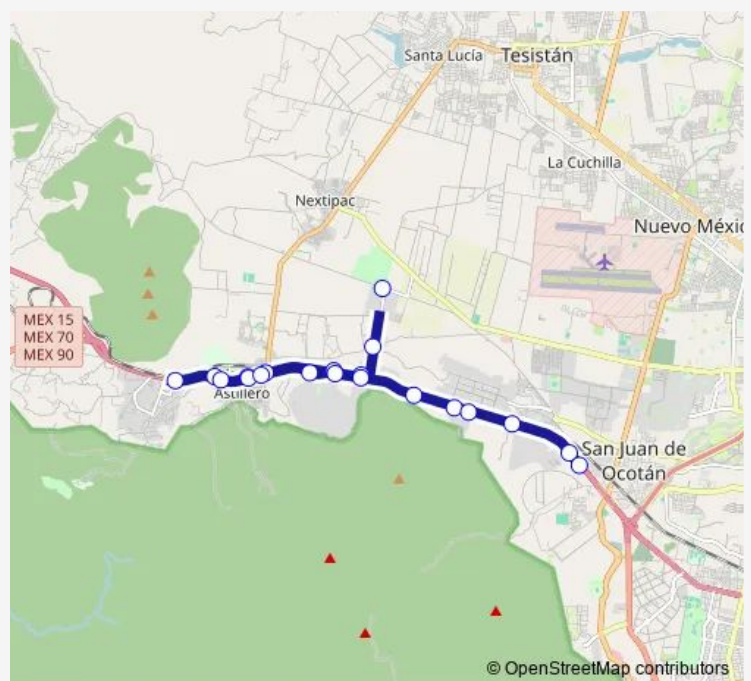 Santa Lucía
Tesistán
La Cuchilla
Nextipac
Nuevo Méxic
MEX 15
MEX 70
MEX 90
Astillero
San Juan de
Ocotán
© OpenStreetMap contributors